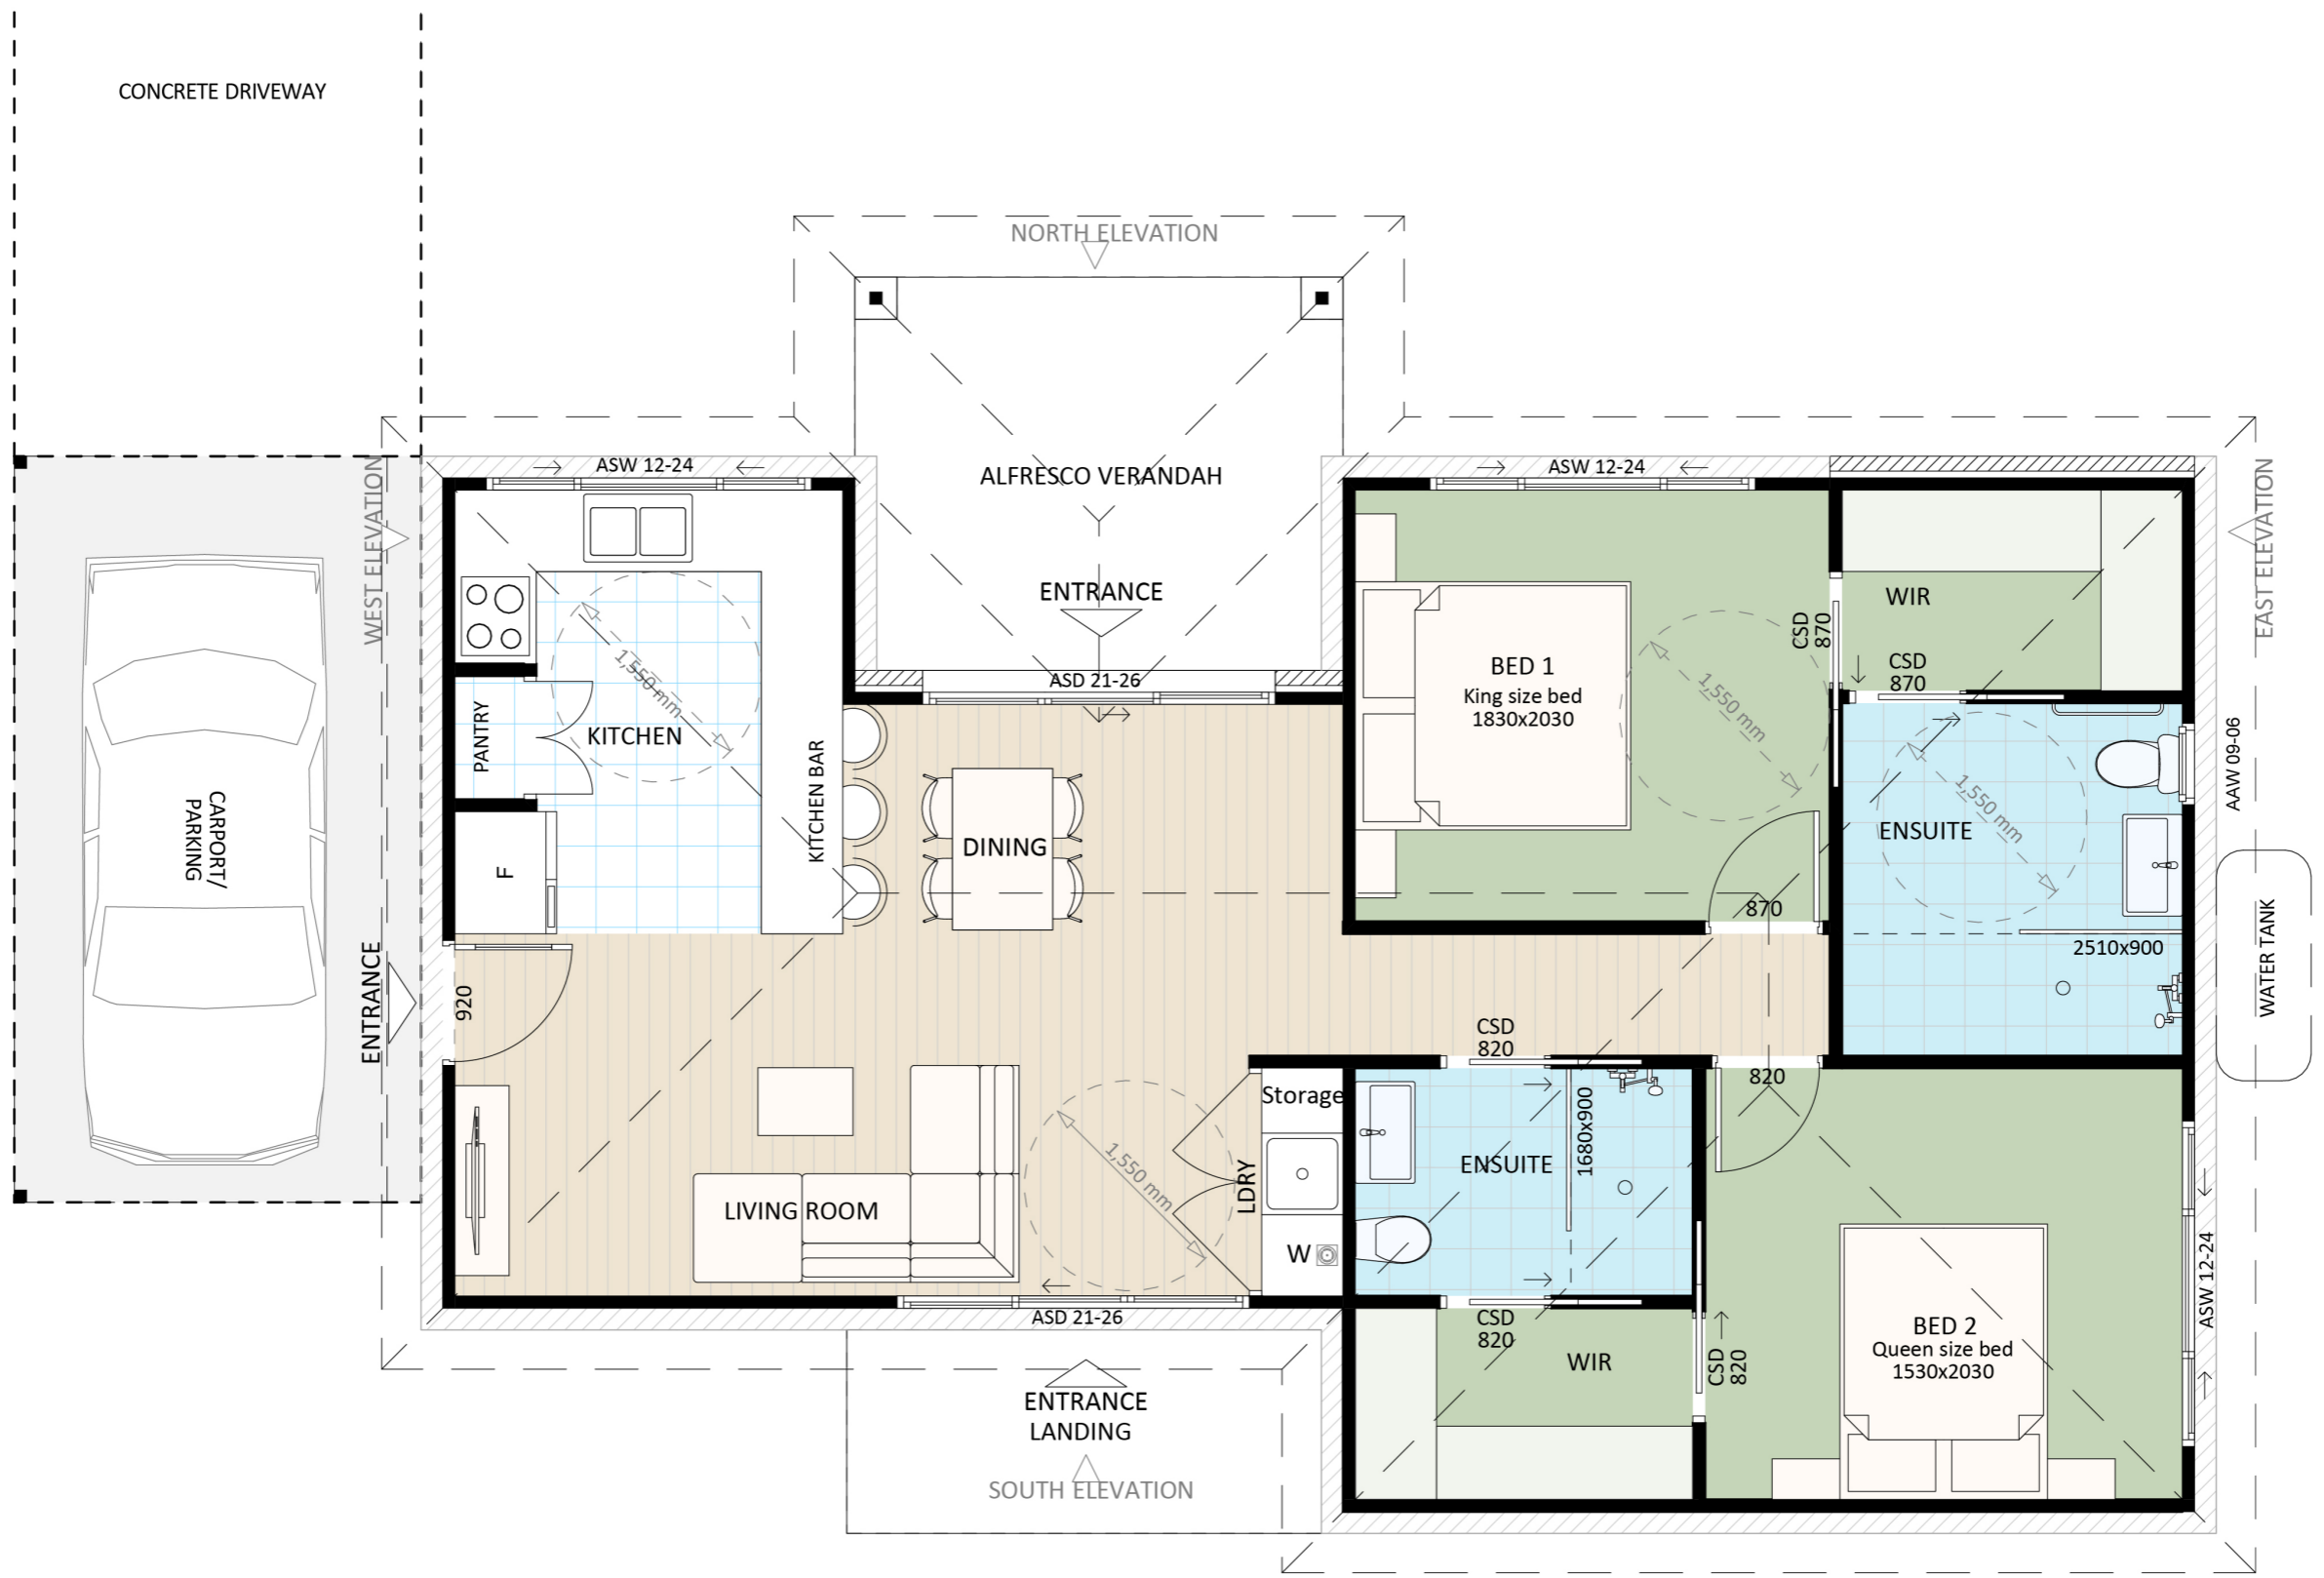 CONCRETE DRIVEWAY
NORTH ELEVATION
WEST ELEVATION
ASW 12-24
ALFRESCO VERANDAH
ASW 12-24
EAST ELEVATION
ENTRANCE
WIR
CSD
870
CSD
870
1,550 mm
ASD 21-26
BED 1
King size bed
1830x2030
1,550 mm
PANTRY
KITCHEN
KITCHEN BAR
AAW 09-06
CARPORT/
PARKING
DINING
ENSUITE
1,550 mm
F
870
2510x900
WATER TANK
ENTRANCE
920
CSD
820
820
Storage
1680x900
1,550 mm
LDRY
ENSUITE
LIVING ROOM
W
ASW 12-24
ASD 21-26
CSD
820
WIR
CSD
820
BED 2
Queen size bed
1530x2030
ENTRANCE
LANDING
SOUTH ELEVATION